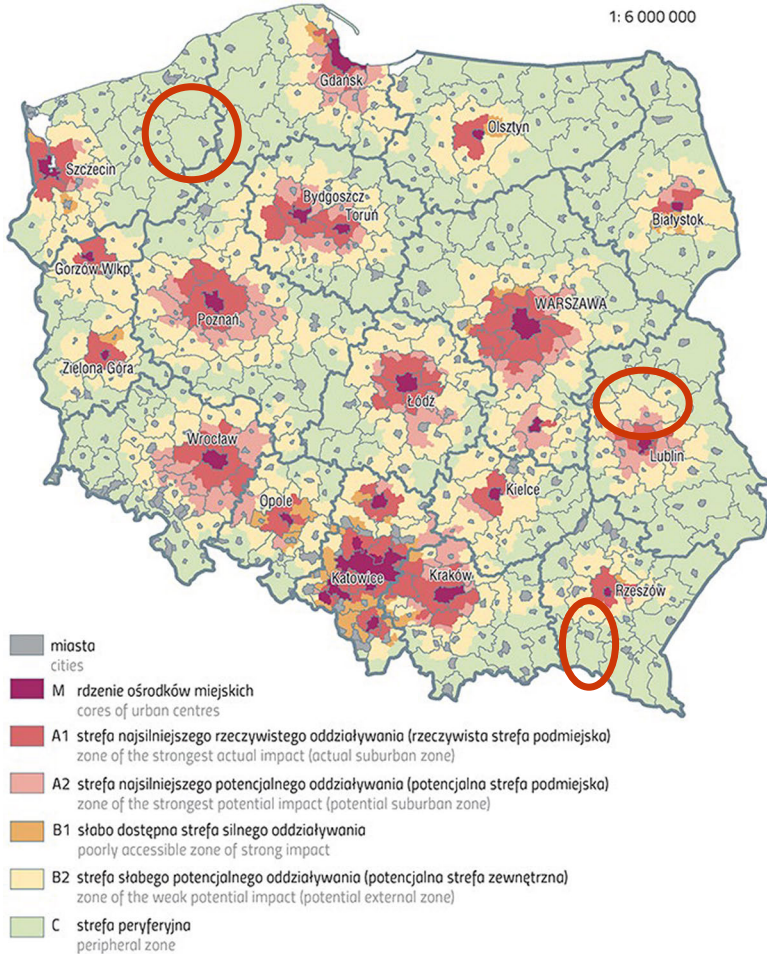 1: 6 000 000
Gdańsk
Olsztyn
Szczecin
Bydgoszcz
Toruń
Białystok
Gorzów Wlkp.
Poznań
WARSZAWA
Zielona Góra
Łódź
Wrocław
Lublin
Opole
Kielce
Katowice
Kraków
Rzeszów
miasta
cities
M rdzenie ośrodków miejskich
cores of urban centres
A1 strefa najsilniejszego rzeczywistego oddziaływania (rzeczywista strefa podmiejska)
zone of the strongest actual impact (actual suburban zone)
A2 strefa najsilniejszego potencjalnego oddziaływania (potencjalna strefa podmiejska)
zone of the strongest potential impact (potential suburban zone)
B1 słabo dostępna strefa silnego oddziaływania
poorly accessible zone of strong impact
B2 strefa słabego potencjalnego oddziaływania (potencjalna strefa zewnętrzna)
zone of the weak potential impact (potential external zone)
C strefa peryferyjna
peripheral zone